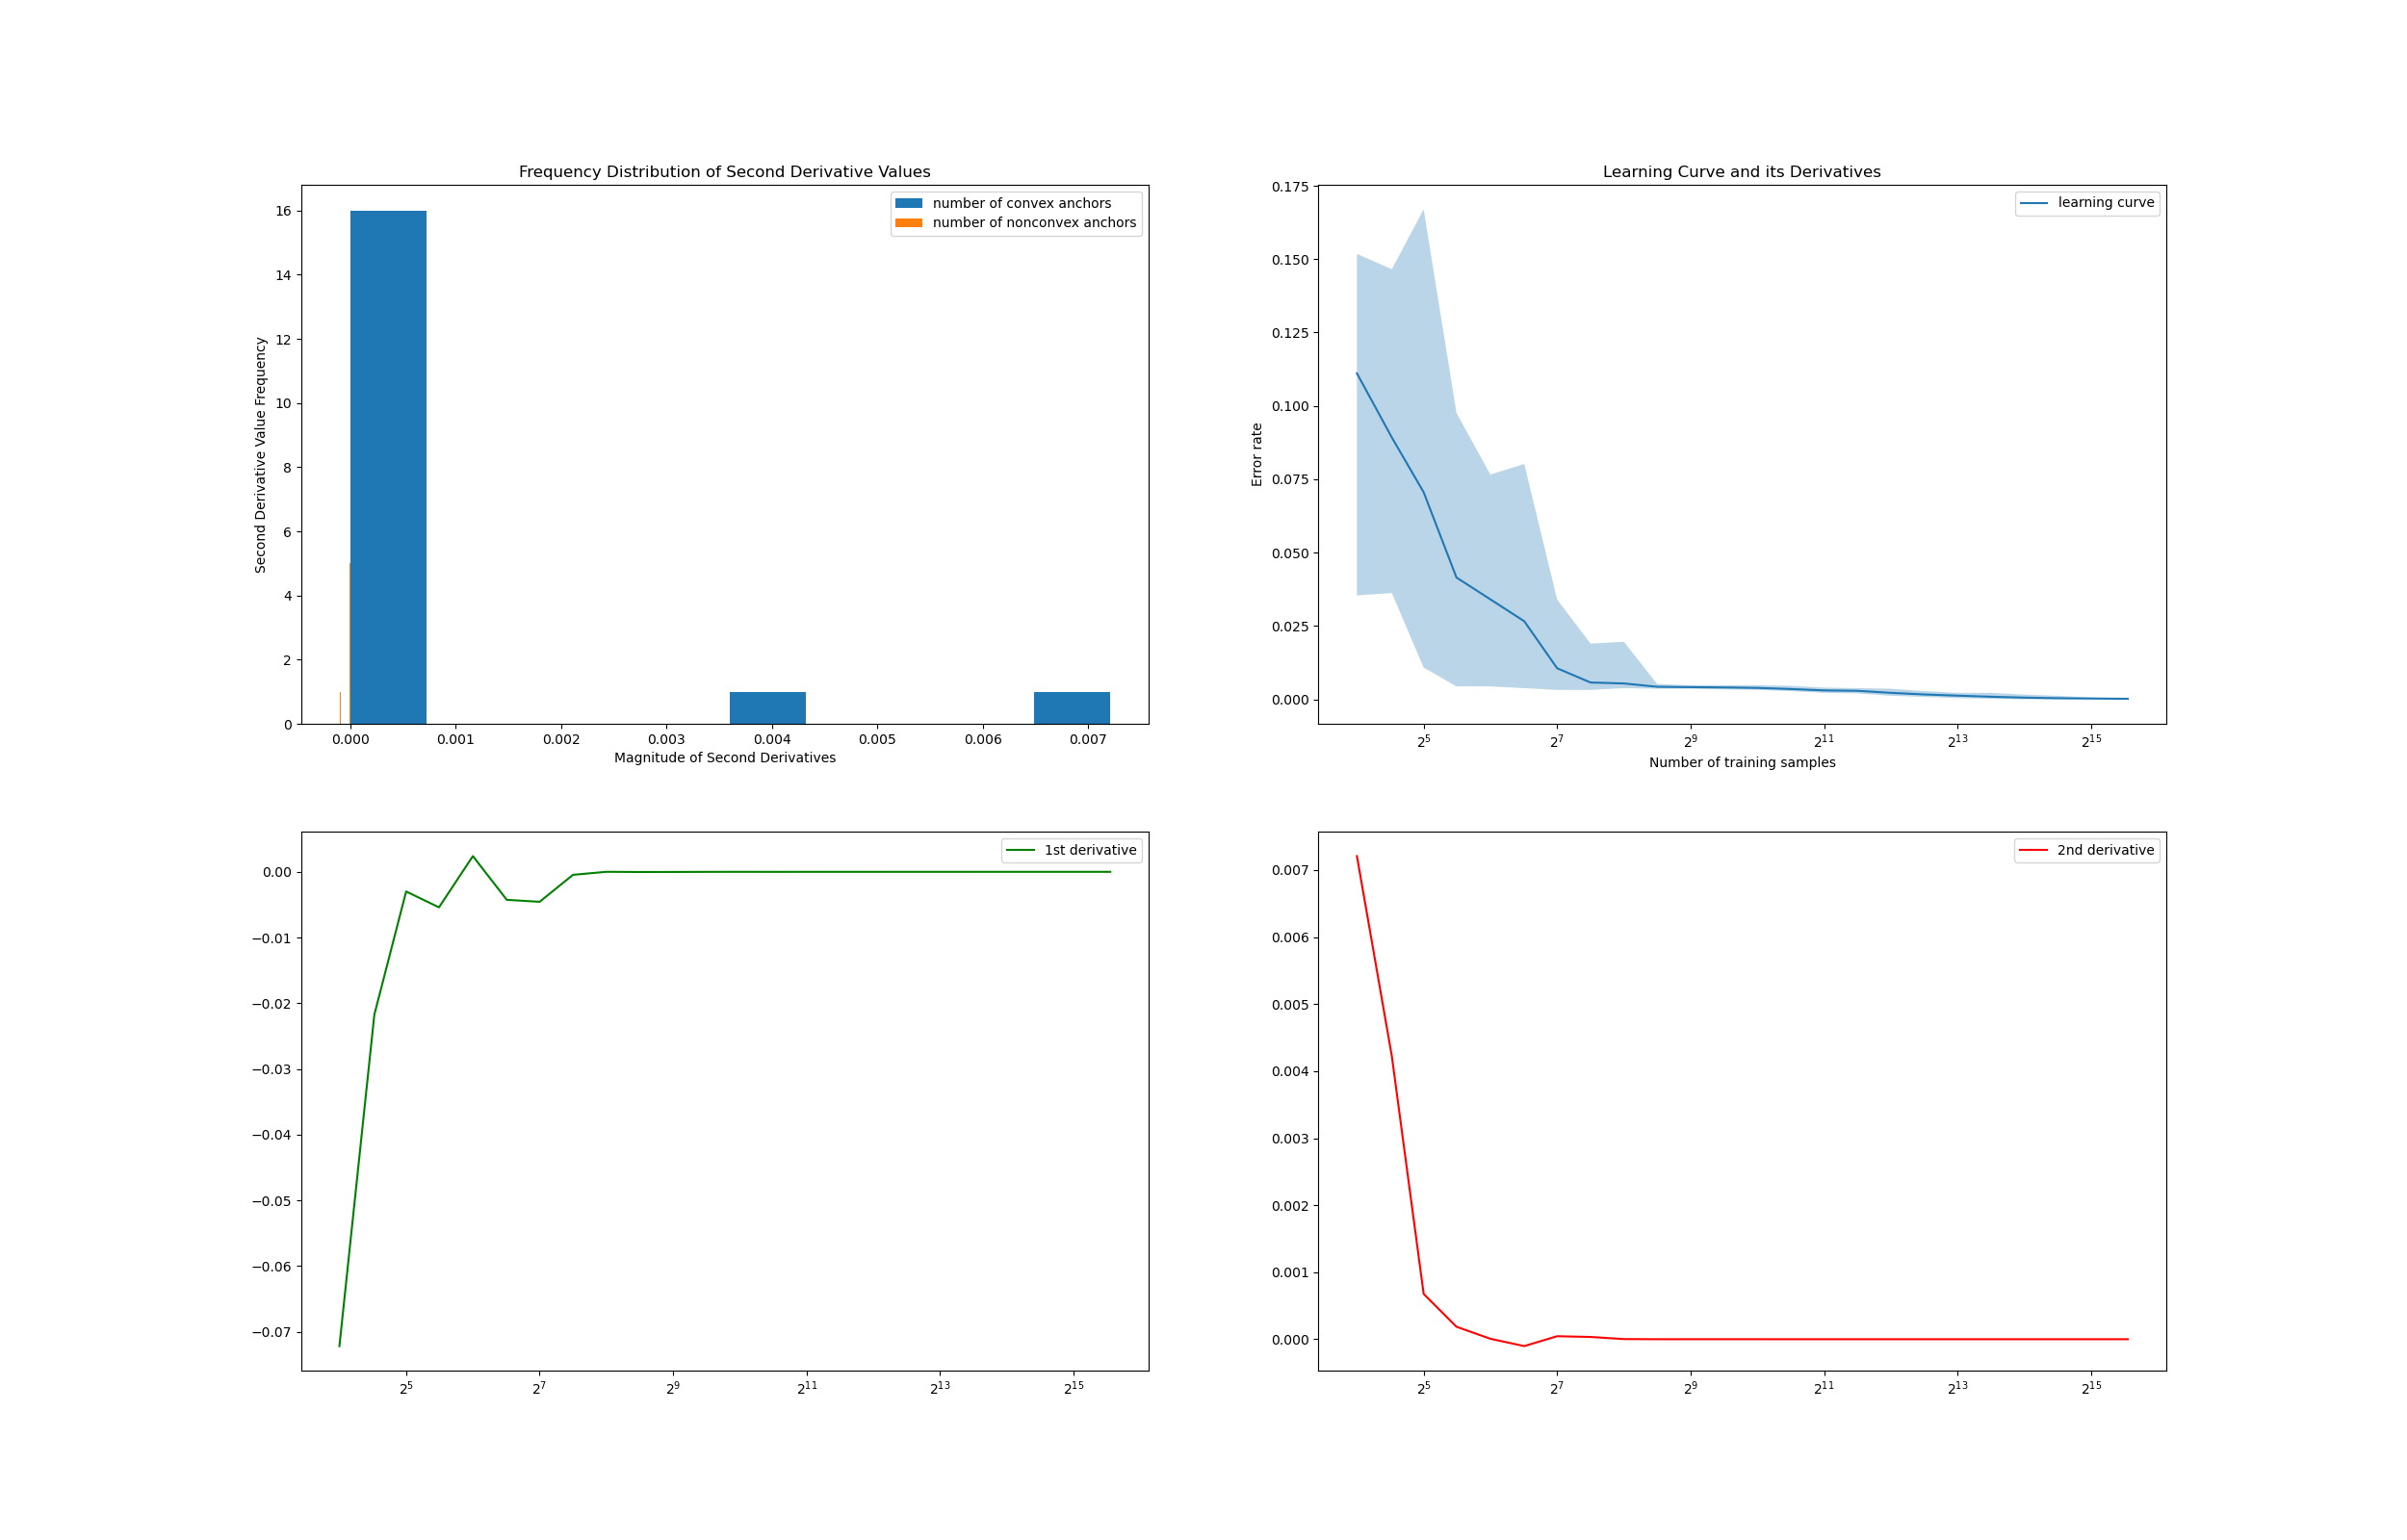 Frequency Distribution of Second Derivative Values
number of convex anchors
number of nonconvex anchors
16
14
12
10
8
6
4
2
0
Second Derivative Value Frequency
0.000 0.001 0.002 0.003 0.004 0.005 0.006 0.007
Magnitude of Second Derivatives
Learning Curve and its Derivatives
learning curve
0.175
0.150
0.125
0.100
0.075
0.050
0.025
0.000
Error rate
2^5 2^7 2^9 2^11 2^13 2^15
Number of training samples
1st derivative
0.00
−0.01
−0.02
−0.03
−0.04
−0.05
−0.06
−0.07
2^5 2^7 2^9 2^11 2^13 2^15
2nd derivative
0.007
0.006
0.005
0.004
0.003
0.002
0.001
0.000
2^5 2^7 2^9 2^11 2^13 2^15